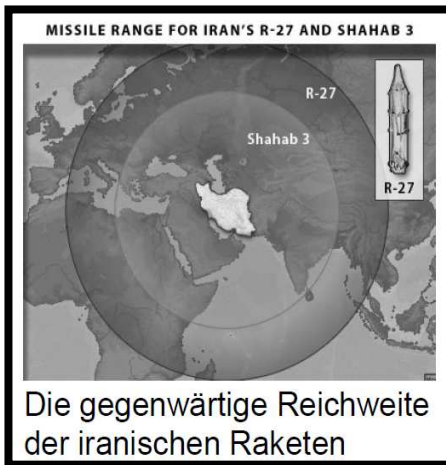 MISSILE RANGE FOR IRAN'S R-27 AND SHAHAB 3
R-27
Shahab 3
R-27
Die gegenwärtige Reichweite
der iranischen Raketen